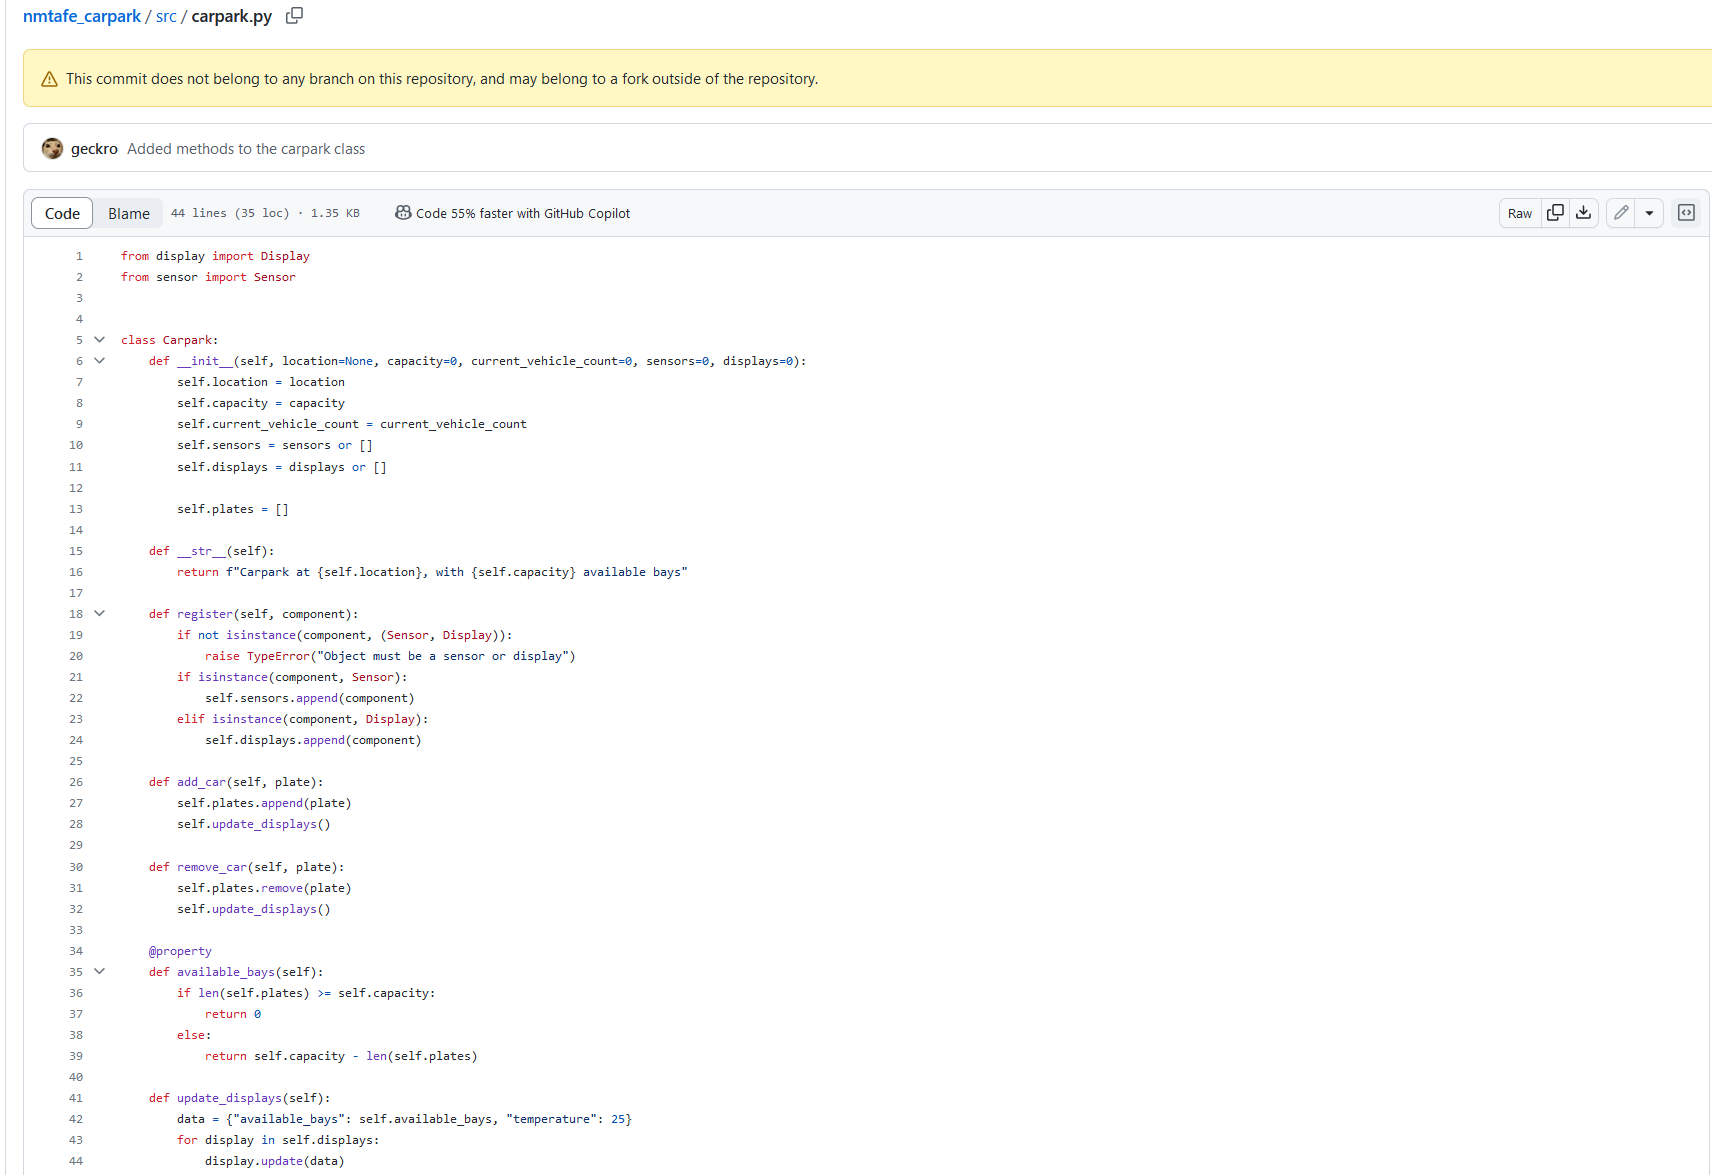 nmtafe_carpark / src / carpark.py
This commit does not belong to any branch on this repository, and may belong to a fork outside of the repository.
geckro Added methods to the carpark class
Code Blame 44 lines (35 loc) · 1.35 KB Code 55% faster with GitHub Copilot Raw
1 from display import Display
2 from sensor import Sensor
3
4
5 class Carpark:
6     def __init__(self, location=None, capacity=0, current_vehicle_count=0, sensors=0, displays=0):
7         self.location = location
8         self.capacity = capacity
9         self.current_vehicle_count = current_vehicle_count
10         self.sensors = sensors or []
11         self.displays = displays or []
12
13         self.plates = []
14
15     def __str__(self):
16         return f"Carpark at {self.location}, with {self.capacity} available bays"
17
18     def register(self, component):
19         if not isinstance(component, (Sensor, Display)):
20             raise TypeError("Object must be a sensor or display")
21         if isinstance(component, Sensor):
22             self.sensors.append(component)
23         elif isinstance(component, Display):
24             self.displays.append(component)
25
26     def add_car(self, plate):
27         self.plates.append(plate)
28         self.update_displays()
29
30     def remove_car(self, plate):
31         self.plates.remove(plate)
32         self.update_displays()
33
34     @property
35     def available_bays(self):
36         if len(self.plates) >= self.capacity:
37             return 0
38         else:
39             return self.capacity - len(self.plates)
40
41     def update_displays(self):
42         data = {"available_bays": self.available_bays, "temperature": 25}
43         for display in self.displays:
44             display.update(data)